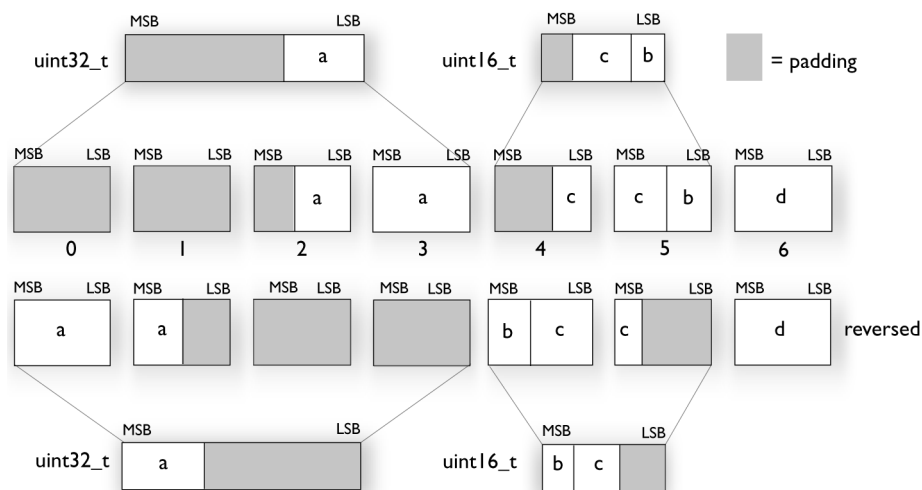 MSB LSB MSB LSB
uint32_t a uint16_t c b = padding
MSB LSB MSB LSB MSB LSB MSB LSB MSB LSB MSB LSB MSB LSB
a a c c b d
0 1 2 3 4 5 6
MSB LSB MSB LSB MSB LSB MSB LSB MSB LSB MSB LSB MSB LSB
a a b c c d reversed
MSB LSB MSB LSB
uint32_t a uint16_t b c